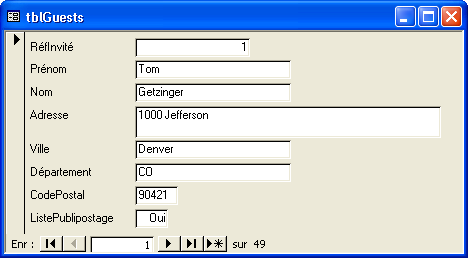 tblGuests
RéfInvité 1
Prénom Tom
Nom Getzinger
Adresse 1000 Jefferson
Ville Denver
Département CO
CodePostal 90421
ListePublipostage Oui
Enr : 1 sur 49